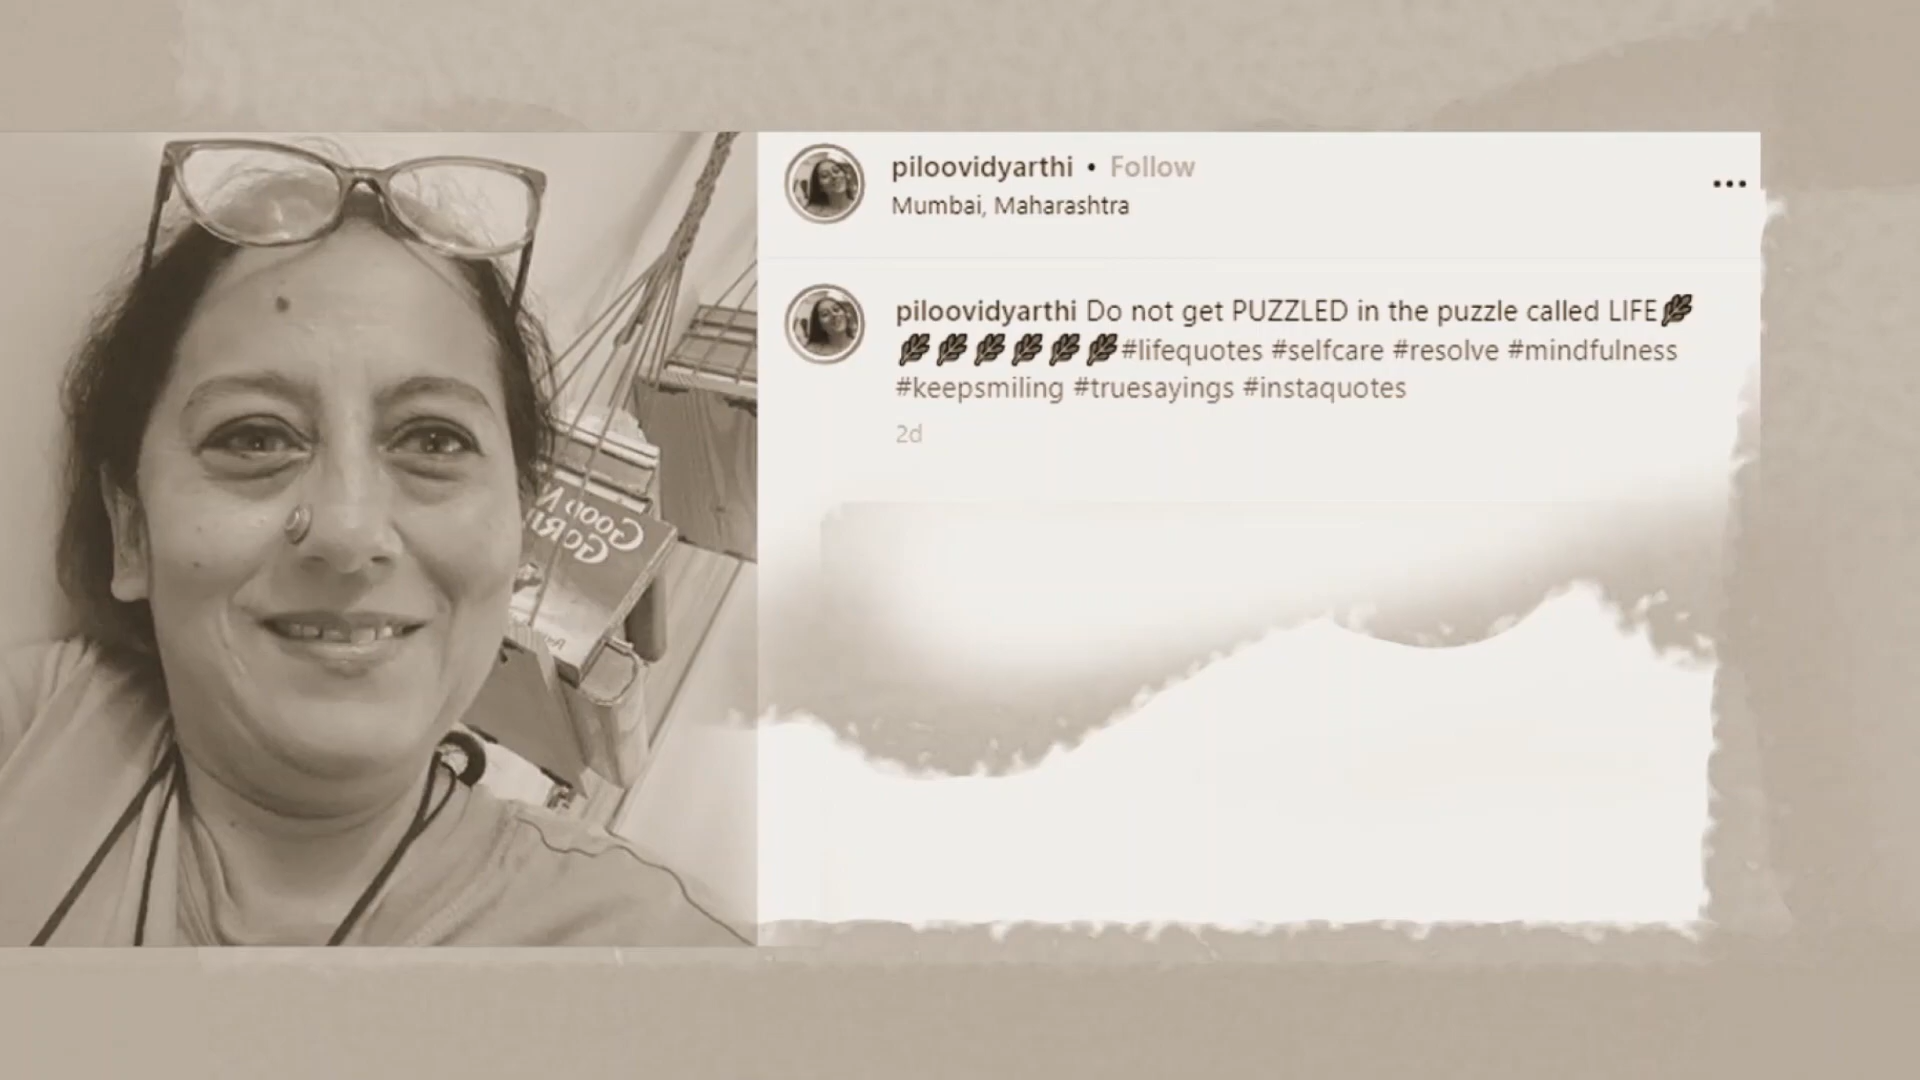 piloovidyarthi • Follow
Mumbai, Maharashtra
piloovidyarthi Do not get PUZZLED in the puzzle called LIFE🌿
🌿🌿🌿🌿🌿🌿#lifequotes #selfcare #resolve #mindfulness
#keepsmiling #truesayings #instaquotes
2d
GOOD